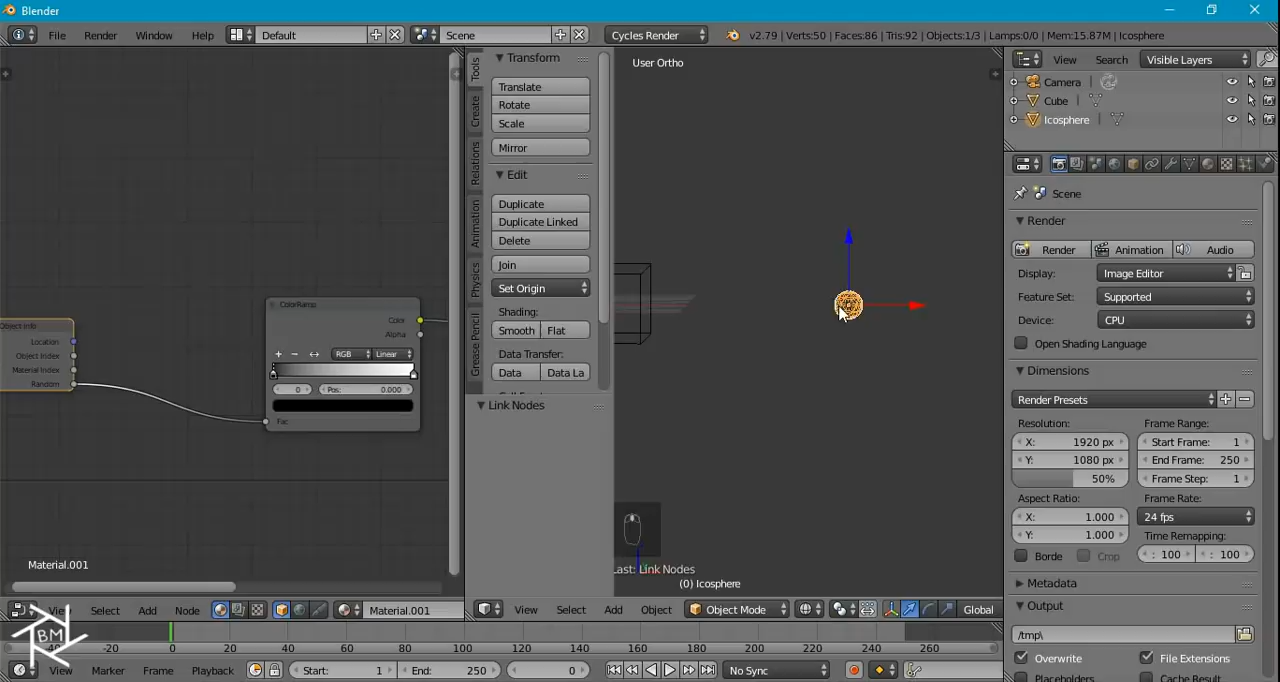 Blender
File Render Window Help Default Scene Cycles Render v2.79 | Verts:50 | Faces:86 | Tris:92 | Objects:1/3 | Lamps:0/0 | Mem:15.87M | Icosphere
Object Info
Location
Object Index
Material Index
Random
ColorRamp
Color
Alpha
RGB Linear
0 Pos: 0.000
Fac
Material.001
View Select Add Node Material.001
Tools
Create
Relations
Animation
Physics
Grease Pencil
Transform
Translate
Rotate
Scale
Mirror
Edit
Duplicate
Duplicate Linked
Delete
Join
Set Origin
Shading:
Smooth Flat
Data Transfer:
Data Data La
Link Nodes
User Ortho
Last: Link Nodes
(0) Icosphere
View Select Add Object Object Mode Global
View Search Visible Layers
Camera
Cube
Icosphere
Scene
Render
Render Animation Audio
Display: Image Editor
Feature Set: Supported
Device: CPU
Open Shading Language
Dimensions
Render Presets
Resolution: Frame Range:
X: 1920 px Start Frame: 1
Y: 1080 px End Frame: 250
50% Frame Step: 1
Aspect Ratio: Frame Rate:
X: 1.000 24 fps
Y: 1.000 Time Remapping:
Borde Crop : 100 : 100
Metadata
Output
/tmp\
Overwrite File Extensions
Placeholders Cache Result
-40 -20 0 20 40 60 80 100 120 140 160 180 200 220 240 260
View Marker Frame Playback Start: 1 End: 250 0 No Sync
BM